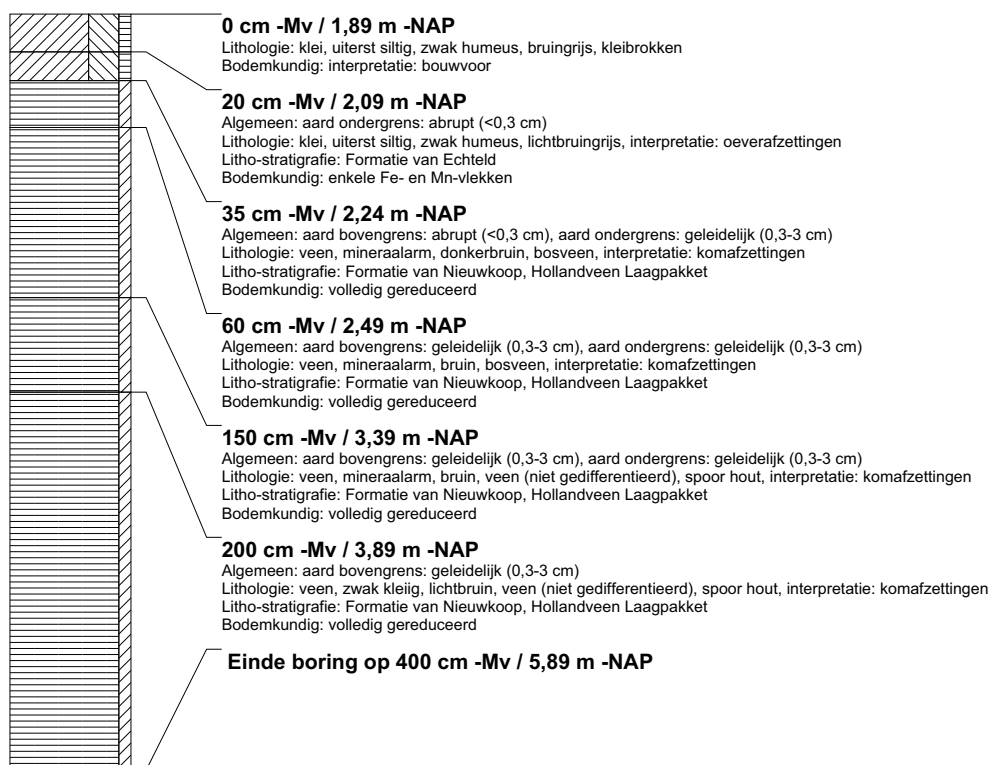 0 cm -Mv / 1,89 m -NAP
Lithologie: klei, uiterst siltig, zwak humeus, bruingrijs, kleibrokken
Bodemkundig: interpretatie: bouwvoor
20 cm -Mv / 2,09 m -NAP
Algemeen: aard ondergrens: abrupt (<0,3 cm)
Lithologie: klei, uiterst siltig, zwak humeus, lichtbruingrijs, interpretatie: oeverafzettingen
Litho-stratigrafie: Formatie van Echteld
Bodemkundig: enkele Fe- en Mn-vlekken
35 cm -Mv / 2,24 m -NAP
Algemeen: aard bovengrens: abrupt (<0,3 cm), aard ondergrens: geleidelijk (0,3-3 cm)
Lithologie: veen, mineraalarm, donkerbruin, bosveen, interpretatie: komafzettingen
Litho-stratigrafie: Formatie van Nieuwkoop, Hollandveen Laagpakket
Bodemkundig: volledig gereduceerd
60 cm -Mv / 2,49 m -NAP
Algemeen: aard bovengrens: geleidelijk (0,3-3 cm), aard ondergrens: geleidelijk (0,3-3 cm)
Lithologie: veen, mineraalarm, bruin, bosveen, interpretatie: komafzettingen
Litho-stratigrafie: Formatie van Nieuwkoop, Hollandveen Laagpakket
Bodemkundig: volledig gereduceerd
150 cm -Mv / 3,39 m -NAP
Algemeen: aard bovengrens: geleidelijk (0,3-3 cm), aard ondergrens: geleidelijk (0,3-3 cm)
Lithologie: veen, mineraalarm, bruin, veen (niet gedifferentieerd), spoor hout, interpretatie: komafzettingen
Litho-stratigrafie: Formatie van Nieuwkoop, Hollandveen Laagpakket
Bodemkundig: volledig gereduceerd
200 cm -Mv / 3,89 m -NAP
Algemeen: aard bovengrens: geleidelijk (0,3-3 cm)
Lithologie: veen, zwak kleiig, lichtbruin, veen (niet gedifferentieerd), spoor hout, interpretatie: komafzettingen
Litho-stratigrafie: Formatie van Nieuwkoop, Hollandveen Laagpakket
Bodemkundig: volledig gereduceerd
Einde boring op 400 cm -Mv / 5,89 m -NAP